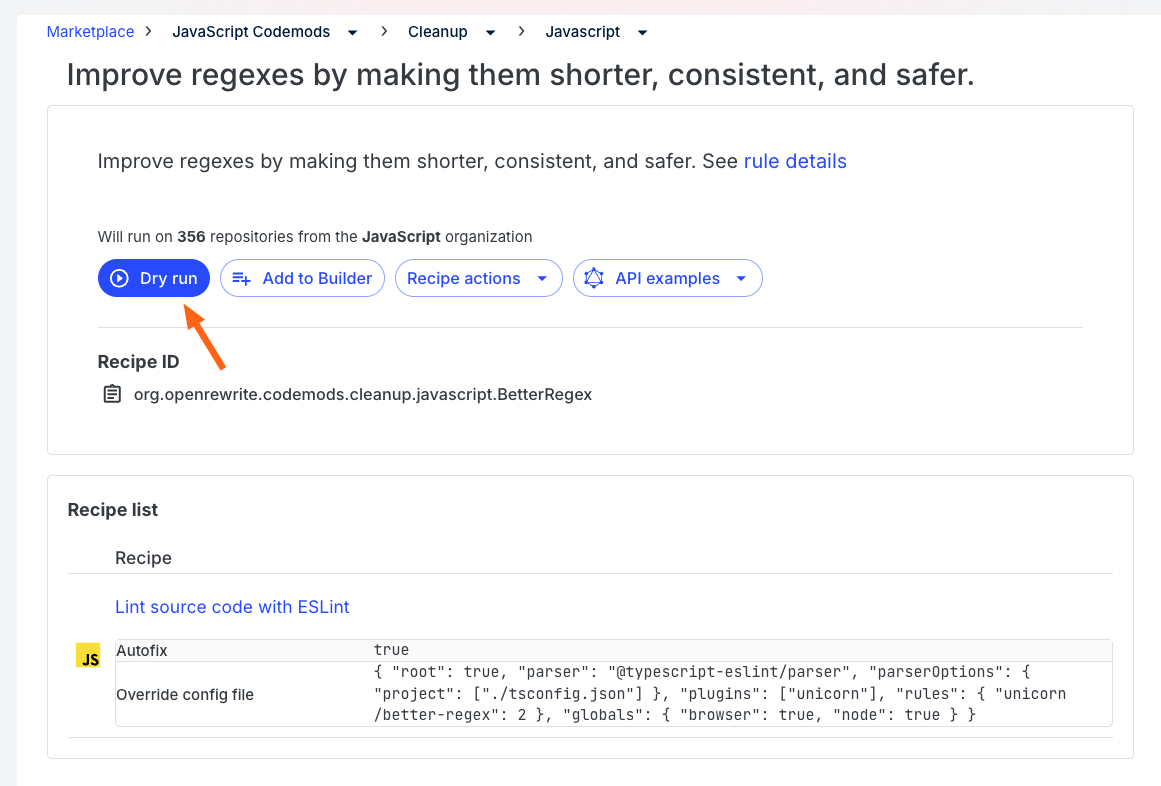 Marketplace > JavaScript Codemods > Cleanup > Javascript
Improve regexes by making them shorter, consistent, and safer.
Improve regexes by making them shorter, consistent, and safer. See rule details
Will run on 356 repositories from the JavaScript organization
Dry run Add to Builder Recipe actions API examples
Recipe ID
org.openrewrite.codemods.cleanup.javascript.BetterRegex
Recipe list
Recipe
Lint source code with ESLint
JS
Autofix true
Override config file
{ "root": true, "parser": "@typescript-eslint/parser", "parserOptions": {
"project": ["./tsconfig.json"] }, "plugins": ["unicorn"], "rules": { "unicorn
/better-regex": 2 }, "globals": { "browser": true, "node": true } }